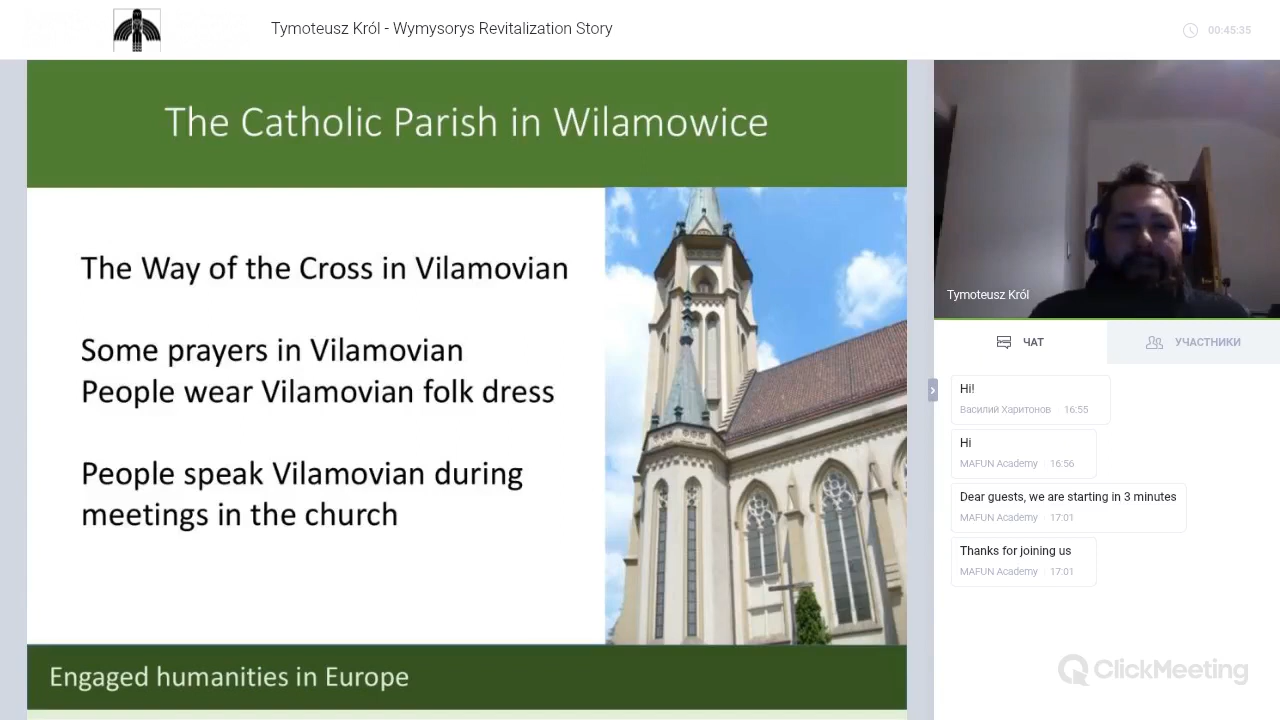 Tymoteusz Król - Wymysorys Revitalization Story
00:45:35
The Catholic Parish in Wilamowice
The Way of the Cross in Vilamovian
Some prayers in Vilamovian
People wear Vilamovian folk dress
People speak Vilamovian during
meetings in the church
Engaged humanities in Europe
Tymoteusz Król
ЧАТ
УЧАСТНИКИ
Hi!
Василий Харитонов 16:55
Hi
MAFUN Academy 16:56
Dear guests, we are starting in 3 minutes
MAFUN Academy 17:01
Thanks for joining us
MAFUN Academy 17:01
ClickMeeting